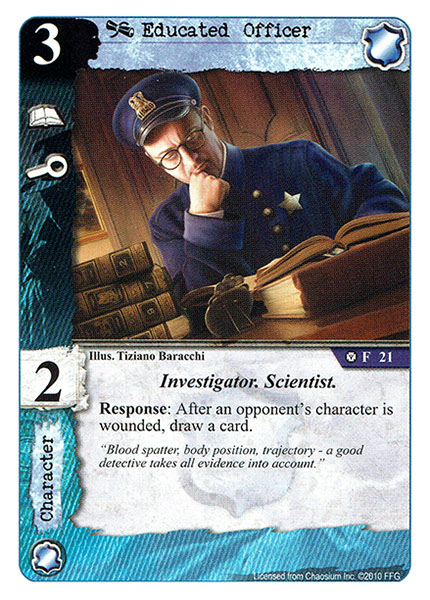 3
Educated Officer
Illus. Tiziano Baracchi
F 21
2
Investigator. Scientist.
Response: After an opponent's character is
wounded, draw a card.
"Blood spatter, body position, trajectory - a good
detective takes all evidence into account."
Character
Licensed from Chaosium Inc. ©2010 FFG